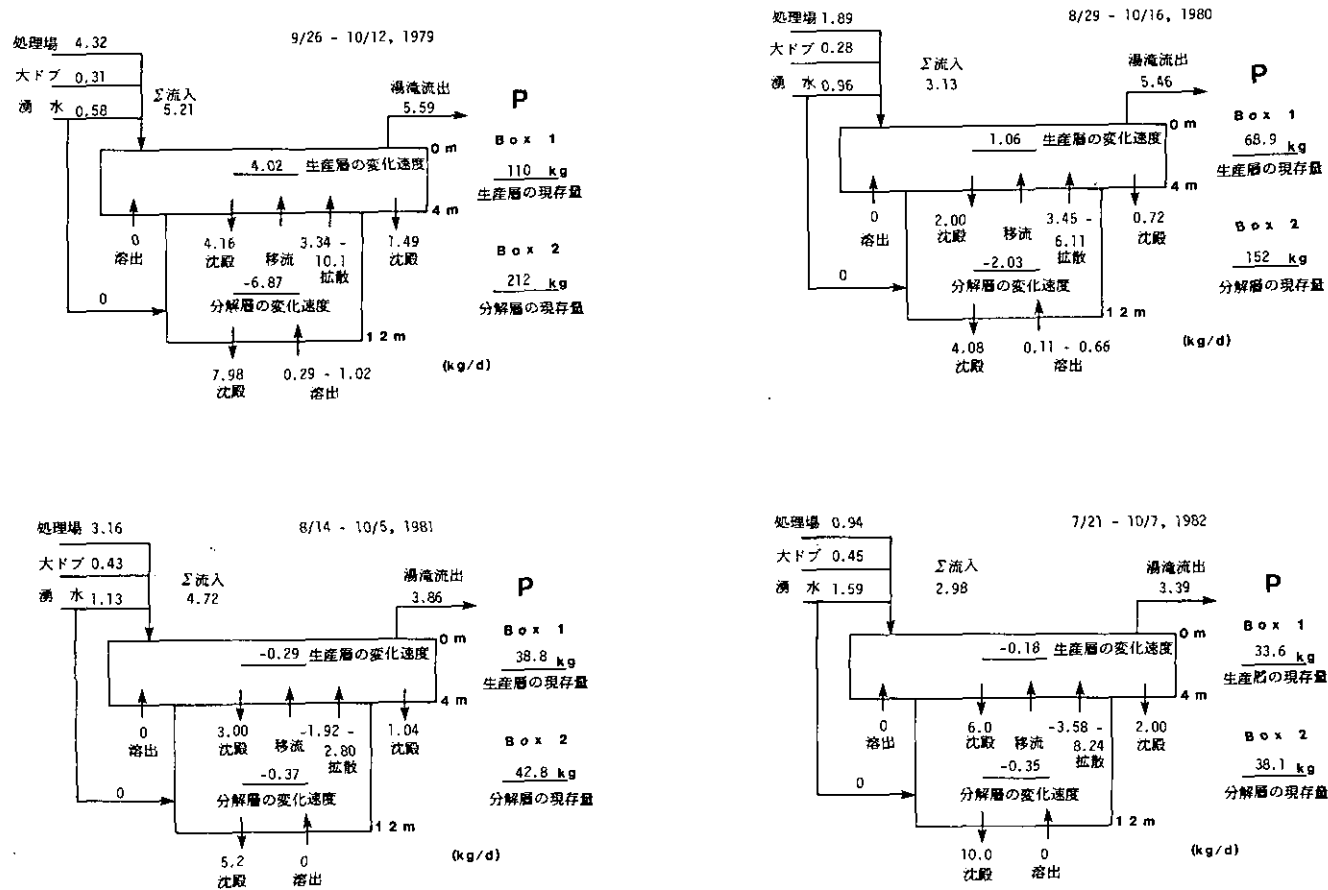 9/26 - 10/12, 1979
処理場 4.32
大ドブ 0.31
湧 水 0.58
Σ流入
5.21
湯滝流出
5.59
P
Box 1
110 kg
生産層の現存量
Box 2
212 kg
分解層の現存量
0 m
4.02 生産層の変化速度
4 m
0
溶出
4.16
沈殿
移流
3.34 -
10.1
拡散
1.49
沈殿
-6.87
分解層の変化速度
0
12 m
7.98
沈殿
0.29 - 1.02
溶出
(kg/d)
8/29 - 10/16, 1980
処理場 1.89
大ドブ 0.28
湧 水 0.96
Σ流入
3.13
湯滝流出
5.46
P
Box 1
68.9 kg
生産層の現存量
Box 2
152 kg
分解層の現存量
0 m
1.06 生産層の変化速度
4 m
0
溶出
2.00
沈殿
移流
3.45 -
6.11
拡散
0.72
沈殿
-2.03
分解層の変化速度
0
12 m
4.08
沈殿
0.11 - 0.66
溶出
(kg/d)
8/14 - 10/5, 1981
処理場 3.16
大ドブ 0.43
湧 水 1.13
Σ流入
4.72
湯滝流出
3.86
P
Box 1
38.8 kg
生産層の現存量
Box 2
42.8 kg
分解層の現存量
0 m
-0.29 生産層の変化速度
4 m
0
溶出
3.00
沈殿
移流
-1.92 -
2.80
拡散
1.04
沈殿
-0.37
分解層の変化速度
0
12 m
5.2
沈殿
0
溶出
(kg/d)
7/21 - 10/7, 1982
処理場 0.94
大ドブ 0.45
湧 水 1.59
Σ流入
2.98
湯滝流出
3.39
P
Box 1
33.6 kg
生産層の現存量
Box 2
38.1 kg
分解層の現存量
0 m
-0.18 生産層の変化速度
4 m
0
溶出
6.0
沈殿
移流
-3.58 -
8.24
拡散
2.00
沈殿
-0.35
分解層の変化速度
0
12 m
10.0
沈殿
0
溶出
(kg/d)